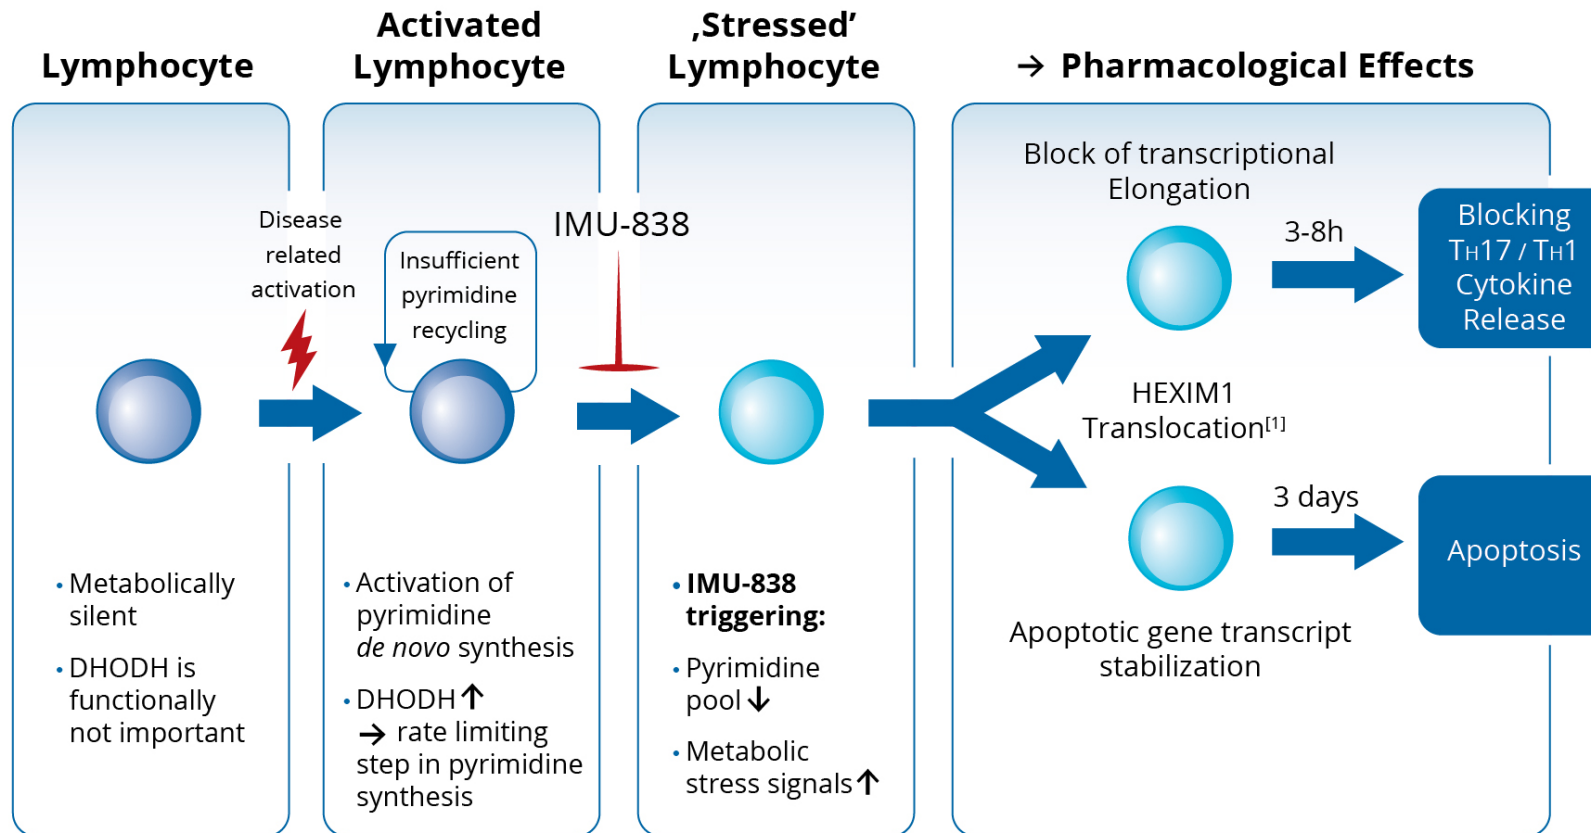 Lymphocyte
Activated
Lymphocyte
‚Stressed’
Lymphocyte
→ Pharmacological Effects
Disease
related
activation
Insufficient
pyrimidine
recycling
IMU-838
• Metabolically
silent
• DHODH is
functionally
not important
• Activation of
pyrimidine
de novo synthesis
• DHODH ↑
→ rate limiting
step in pyrimidine
synthesis
• IMU-838
triggering:
• Pyrimidine
pool ↓
• Metabolic
stress signals ↑
Block of transcriptional
Elongation
3-8h
Blocking
TH17 / TH1
Cytokine
Release
HEXIM1
Translocation[1]
3 days
Apoptosis
Apoptotic gene transcript
stabilization